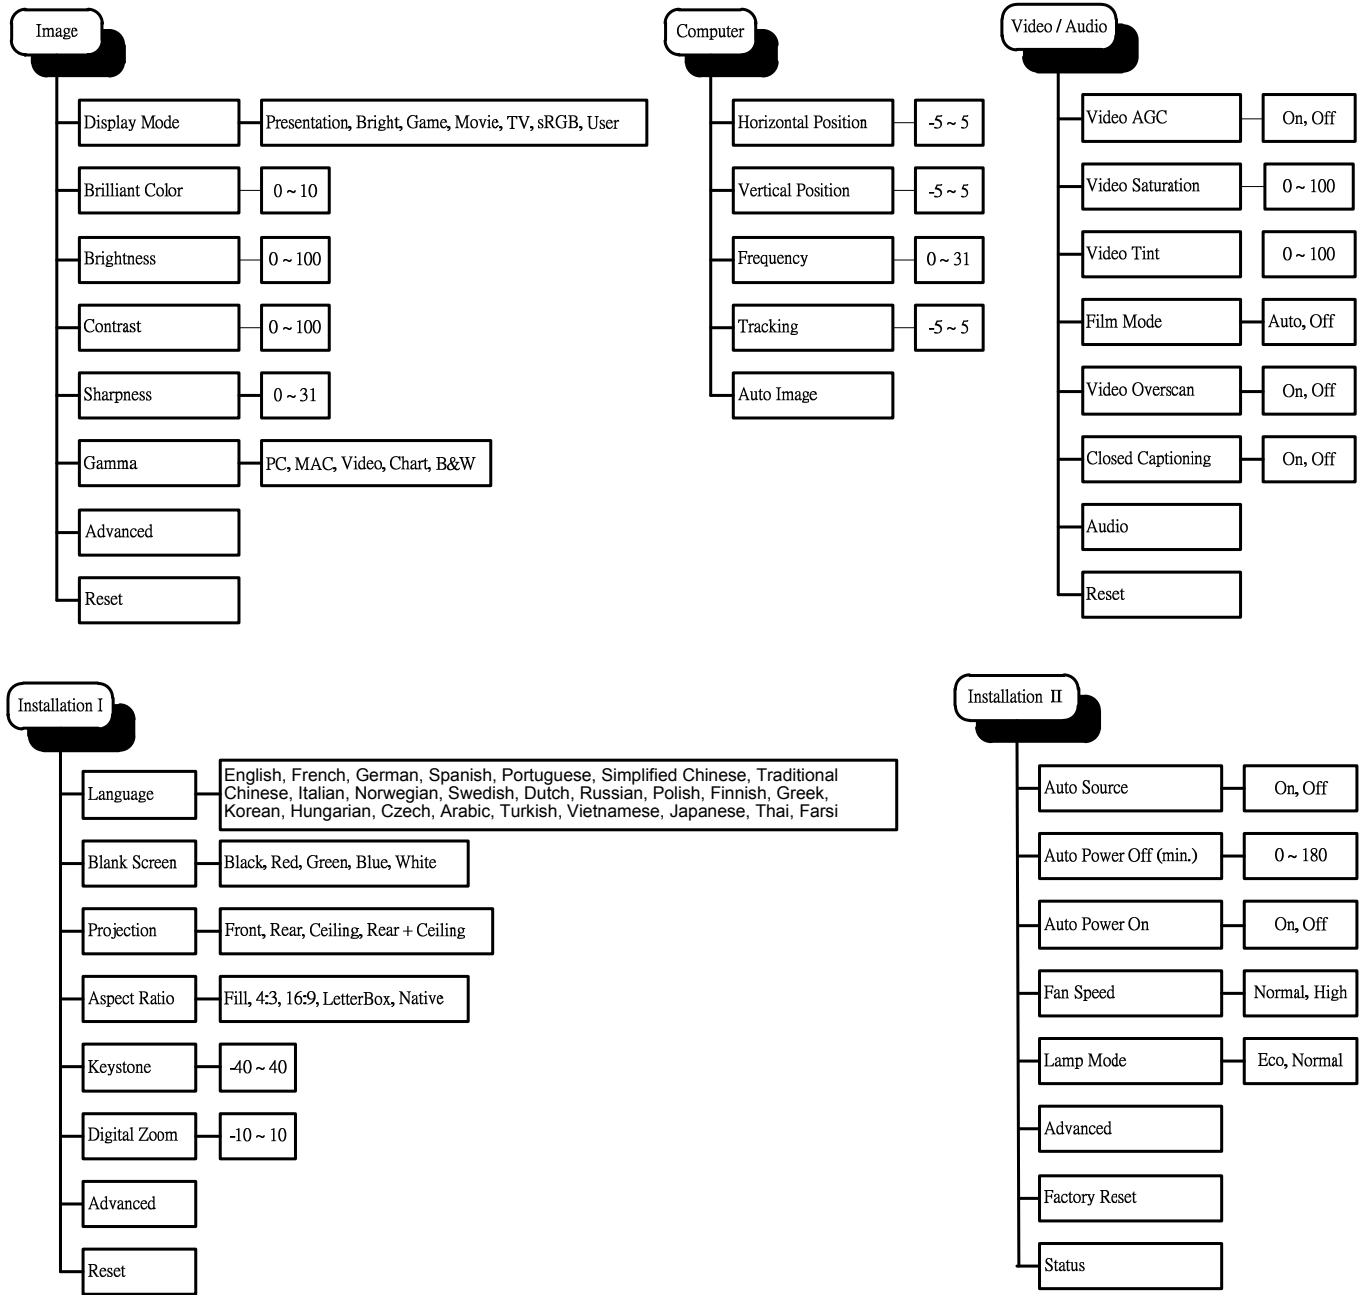 Image
Display Mode
Presentation, Bright, Game, Movie, TV, sRGB, User
Brilliant Color
0 ~ 10
Brightness
0 ~ 100
Contrast
0 ~ 100
Sharpness
0 ~ 31
Gamma
PC, MAC, Video, Chart, B&W
Advanced
Reset
Computer
Horizontal Position
-5 ~ 5
Vertical Position
-5 ~ 5
Frequency
0 ~ 31
Tracking
-5 ~ 5
Auto Image
Video / Audio
Video AGC
On, Off
Video Saturation
0 ~ 100
Video Tint
0 ~ 100
Film Mode
Auto, Off
Video Overscan
On, Off
Closed Captioning
On, Off
Audio
Reset
Installation I
Language
English, French, German, Spanish, Portuguese, Simplified Chinese, Traditional
Chinese, Italian, Norwegian, Swedish, Dutch, Russian, Polish, Finnish, Greek,
Korean, Hungarian, Czech, Arabic, Turkish, Vietnamese, Japanese, Thai, Farsi
Blank Screen
Black, Red, Green, Blue, White
Projection
Front, Rear, Ceiling, Rear + Ceiling
Aspect Ratio
Fill, 4:3, 16:9, LetterBox, Native
Keystone
-40 ~ 40
Digital Zoom
-10 ~ 10
Advanced
Reset
Installation II
Auto Source
On, Off
Auto Power Off (min.)
0 ~ 180
Auto Power On
On, Off
Fan Speed
Normal, High
Lamp Mode
Eco, Normal
Advanced
Factory Reset
Status